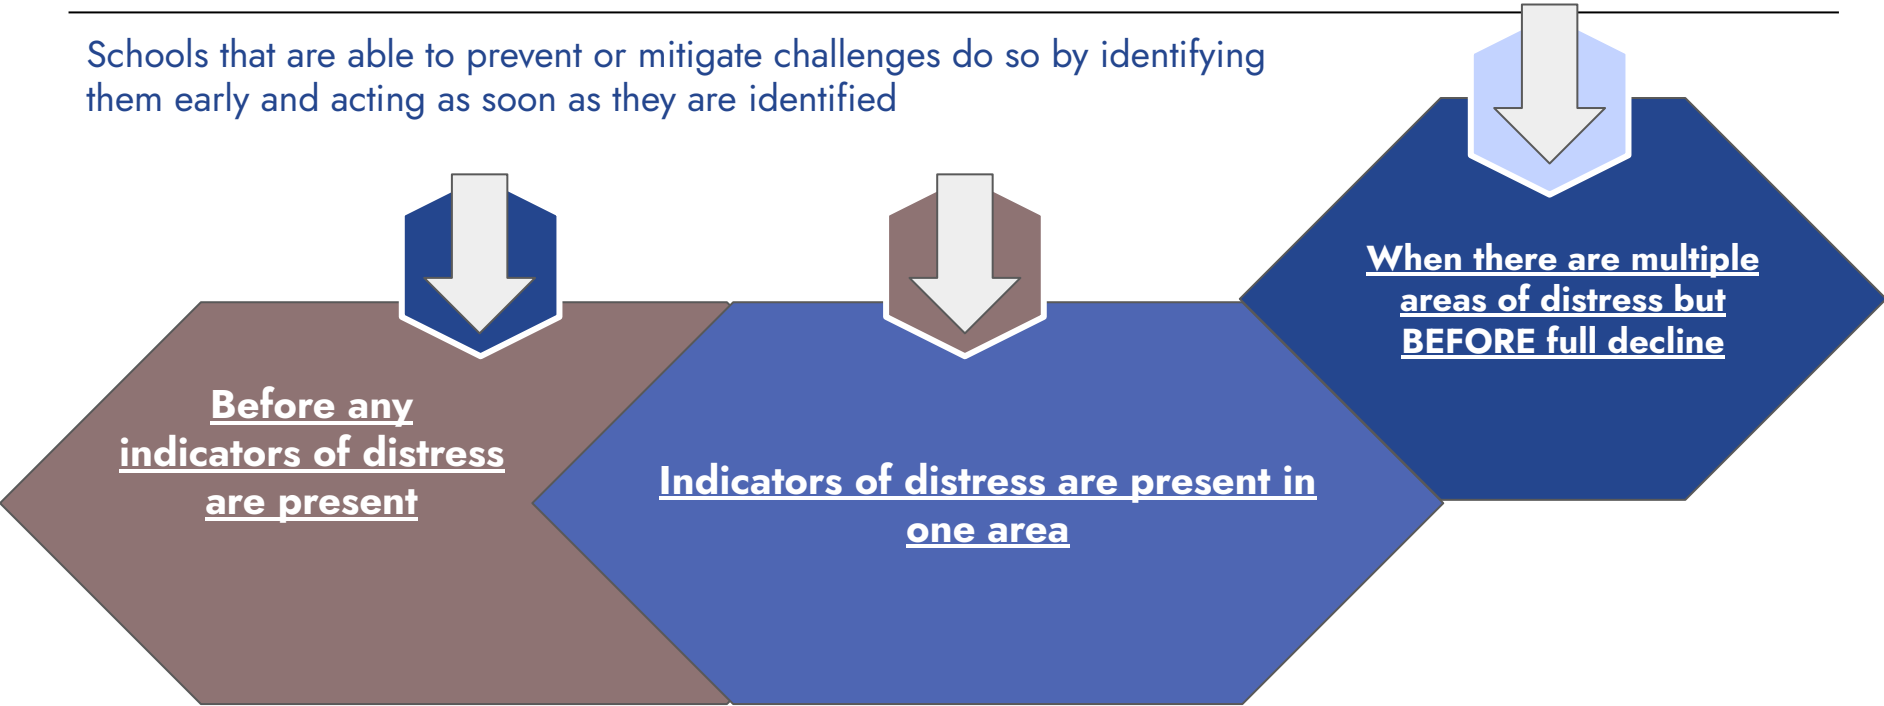 Schools that are able to prevent or mitigate challenges do so by identifying
them early and acting as soon as they are identified
Before any
indicators of distress
are present
Indicators of distress are present in
one area
When there are multiple
areas of distress but
BEFORE full decline